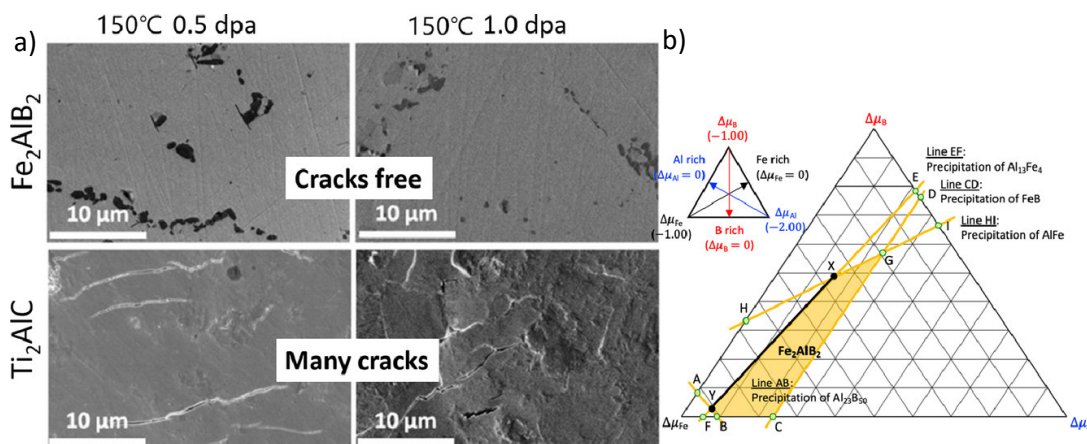 a)
150℃ 0.5 dpa
150℃ 1.0 dpa
Fe₂AlB₂
Cracks free
10 μm
10 μm
Ti₂AlC
Many cracks
10 μm
10 μm
b)
Δμ_B
(−1.00)
Al rich
(Δμ_Al = 0)
Fe rich
(Δμ_Fe = 0)
Δμ_Fe
(−1.00)
Δμ_Al
(−2.00)
B rich
(Δμ_B = 0)
Δμ_B
Line EF:
Precipitation of Al₁₃Fe₄
Line CD:
Precipitation of FeB
Line HI:
Precipitation of AlFe
E
D
I
G
X
H
Fe₂AlB₂
A
Y
Line AB:
Precipitation of Al₂₃B₅₀
Δμ_Fe
F
B
C